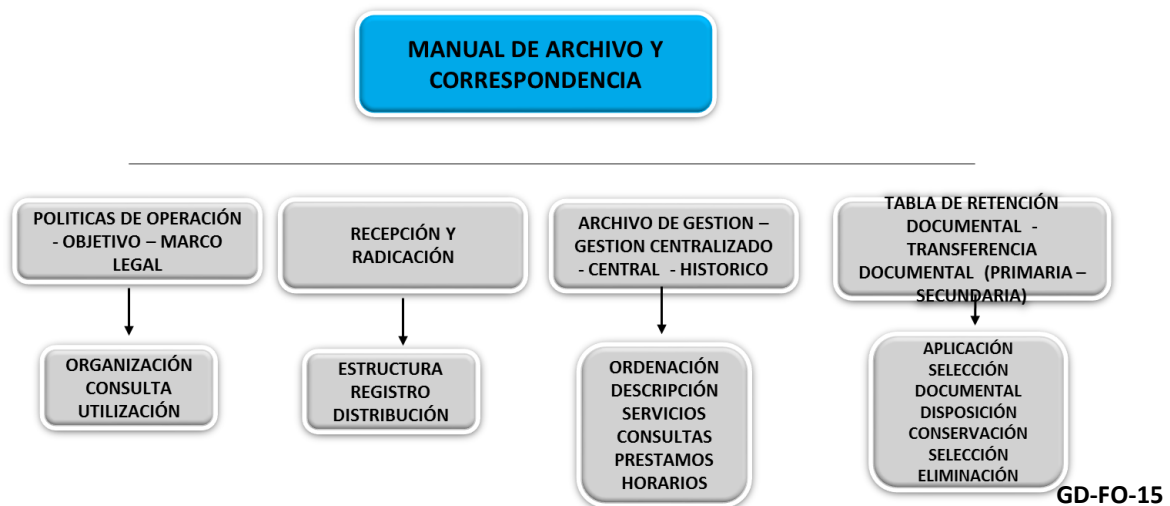 MANUAL DE ARCHIVO Y
CORRESPONDENCIA
POLITICAS DE OPERACIÓN
- OBJETIVO – MARCO
LEGAL
ORGANIZACIÓN
CONSULTA
UTILIZACIÓN
RECEPCIÓN Y
RADICACIÓN
ESTRUCTURA
REGISTRO
DISTRIBUCIÓN
ARCHIVO DE GESTION –
GESTION CENTRALIZADO
- CENTRAL - HISTORICO
ORDENACIÓN
DESCRIPCIÓN
SERVICIOS
CONSULTAS
PRESTAMOS
HORARIOS
TABLA DE RETENCIÓN
DOCUMENTAL -
TRANSFERENCIA
DOCUMENTAL (PRIMARIA –
SECUNDARIA)
APLICACIÓN
SELECCIÓN
DOCUMENTAL
DISPOSICIÓN
CONSERVACIÓN
SELECCIÓN
ELIMINACIÓN
GD-FO-15